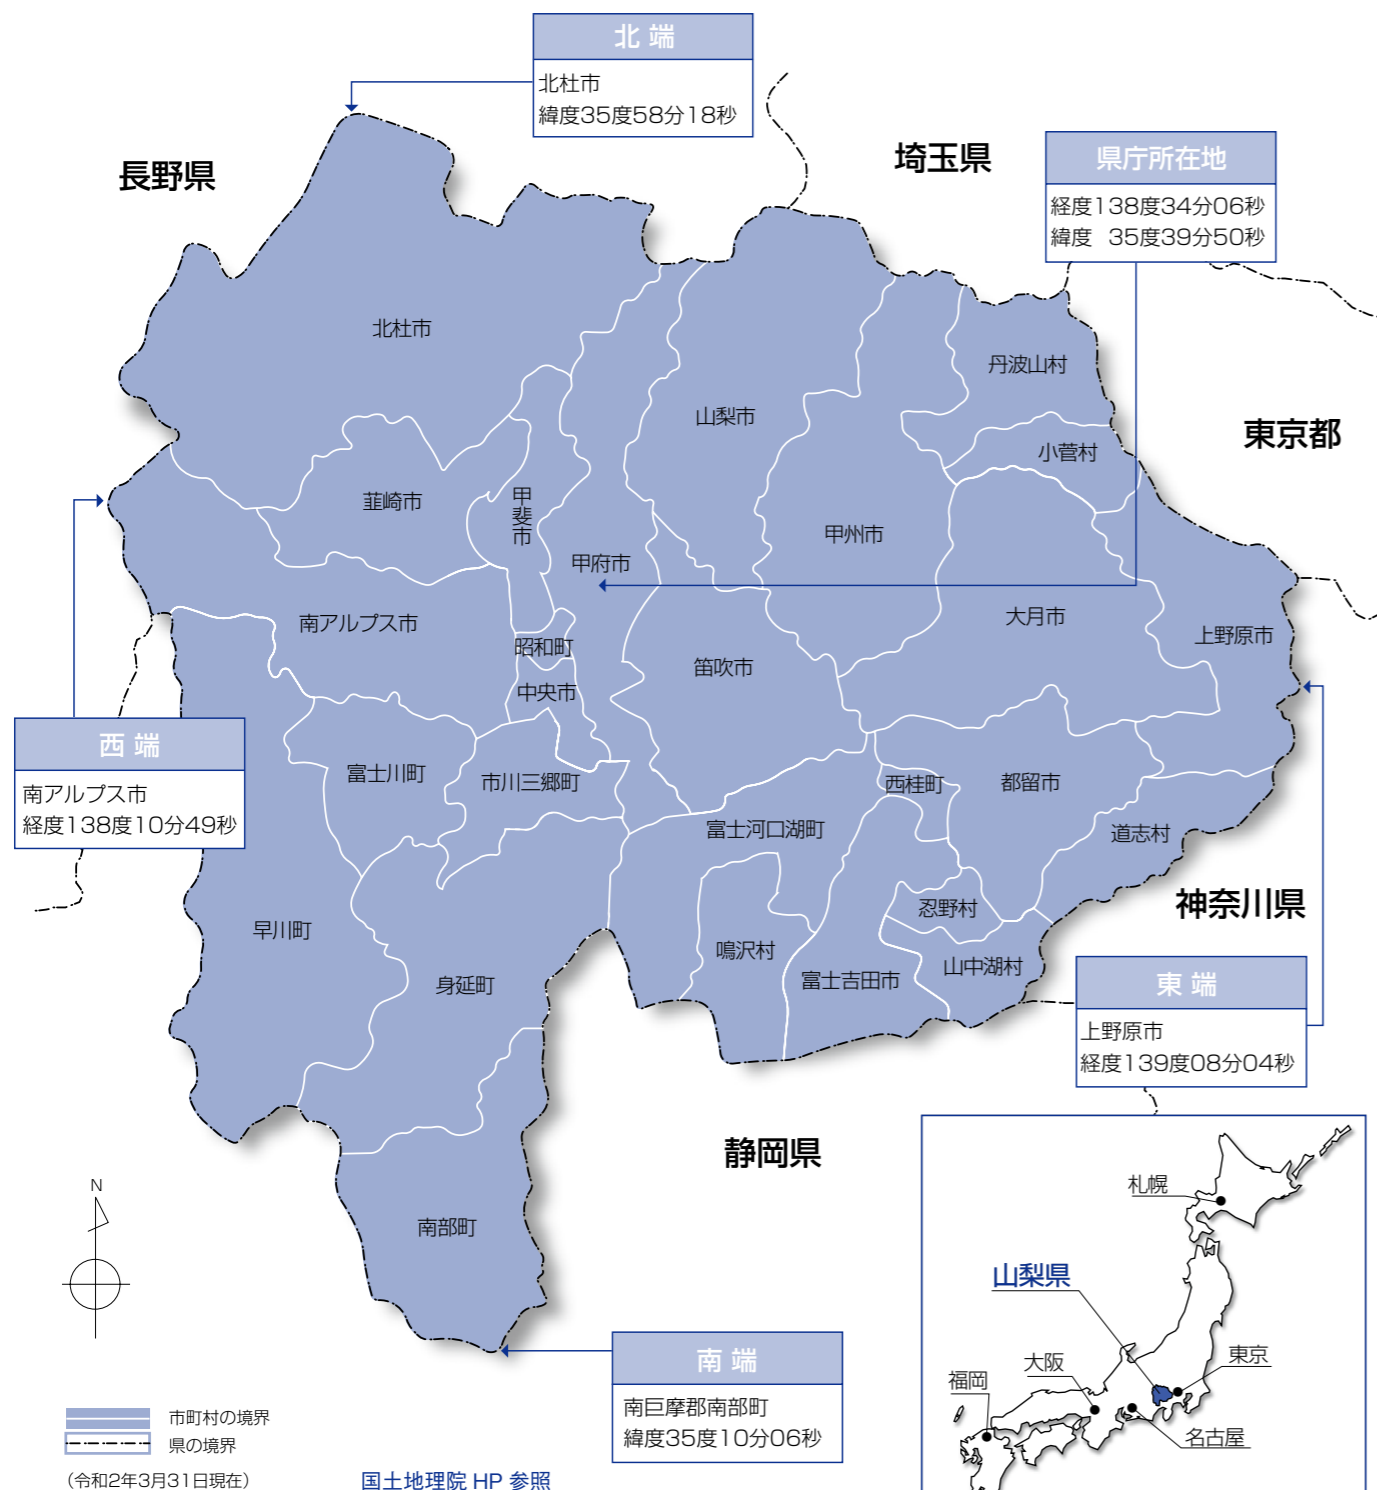 北端
北杜市
緯度35度58分18秒
長野県
埼玉県
県庁所在地
経度138度34分06秒
緯度 35度39分50秒
北杜市
丹波山村
山梨市
東京都
小菅村
韮崎市
甲斐市
甲州市
甲府市
南アルプス市
大月市
上野原市
昭和町
笛吹市
中央市
西端
南アルプス市
経度138度10分49秒
富士川町
市川三郷町
西桂町
都留市
富士河口湖町
道志村
神奈川県
忍野村
早川町
鳴沢村
山中湖村
富士吉田市
身延町
東端
上野原市
経度139度08分04秒
静岡県
N
南部町
札幌
山梨県
東京
大阪
福岡
名古屋
南端
南巨摩郡南部町
緯度35度10分06秒
市町村の境界
県の境界
(令和2年3月31日現在)
国土地理院 HP 参照